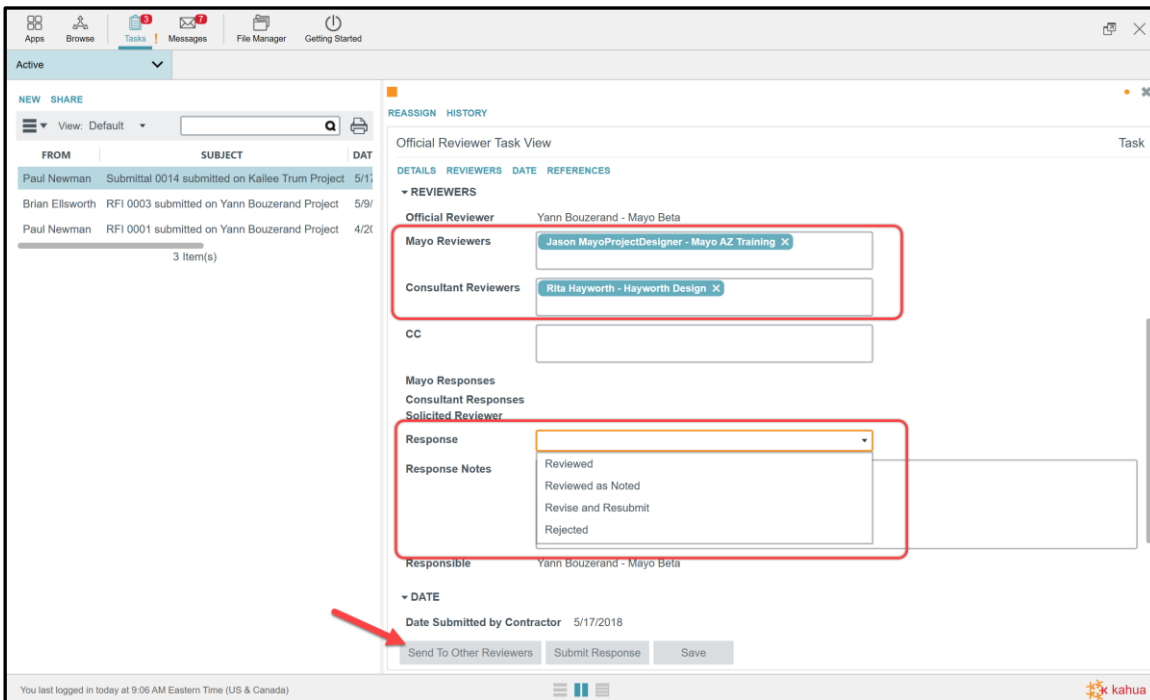 3 7
Apps Browse Tasks ! Messages File Manager Getting Started
Active
NEW SHARE
View: Default
FROM SUBJECT DAT
Paul Newman Submittal 0014 submitted on Kailee Trum Project 5/17
Brian Ellsworth RFI 0003 submitted on Yann Bouzerand Project 5/9/
Paul Newman RFI 0001 submitted on Yann Bouzerand Project 4/20
3 Item(s)
REASSIGN HISTORY
Official Reviewer Task View Task
DETAILS REVIEWERS DATE REFERENCES
REVIEWERS
Official Reviewer Yann Bouzerand - Mayo Beta
Mayo Reviewers Jason MayoProjectDesigner - Mayo AZ Training ×
Consultant Reviewers Rita Hayworth - Hayworth Design ×
CC
Mayo Responses
Consultant Responses
Solicited Reviewer
Response
Response Notes
Reviewed
Reviewed as Noted
Revise and Resubmit
Rejected
Responsible Yann Bouzerand - Mayo Beta
DATE
Date Submitted by Contractor 5/17/2018
Send To Other Reviewers Submit Response Save
You last logged in today at 9:06 AM Eastern Time (US & Canada)
kahua